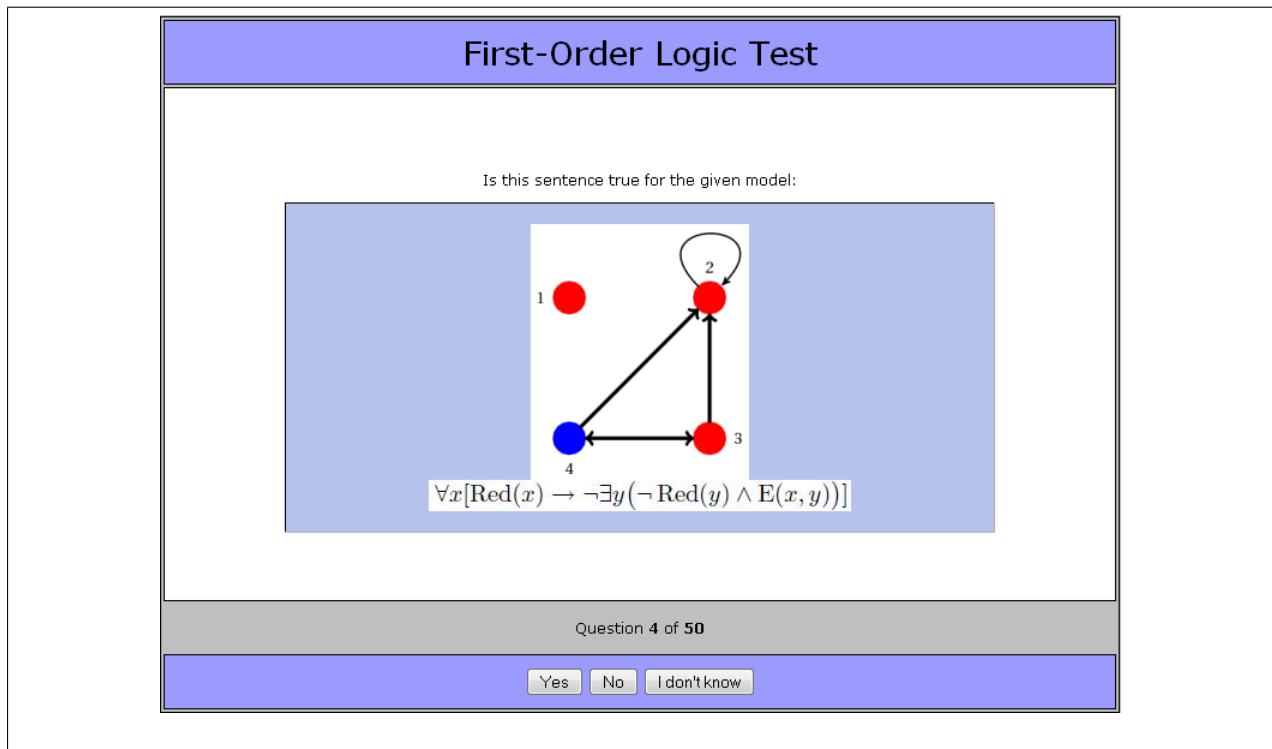 First-Order Logic Test
Is this sentence true for the given model:
2
1
3
4
∀x[Red(x) → ¬∃y(¬ Red(y) ∧ E(x, y))]
Question 4 of 50
Yes No I don't know